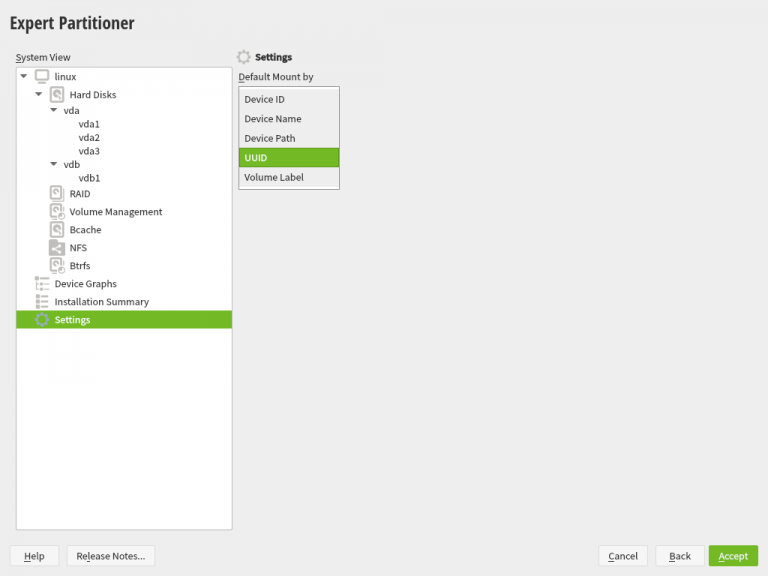 Expert Partitioner
System View
linux
Hard Disks
vda
vda1
vda2
vda3
vdb
vdb1
RAID
Volume Management
Bcache
NFS
Btrfs
Device Graphs
Installation Summary
Settings
Settings
Default Mount by
Device ID
Device Name
Device Path
UUID
Volume Label
Help
Release Notes...
Cancel
Back
Accept